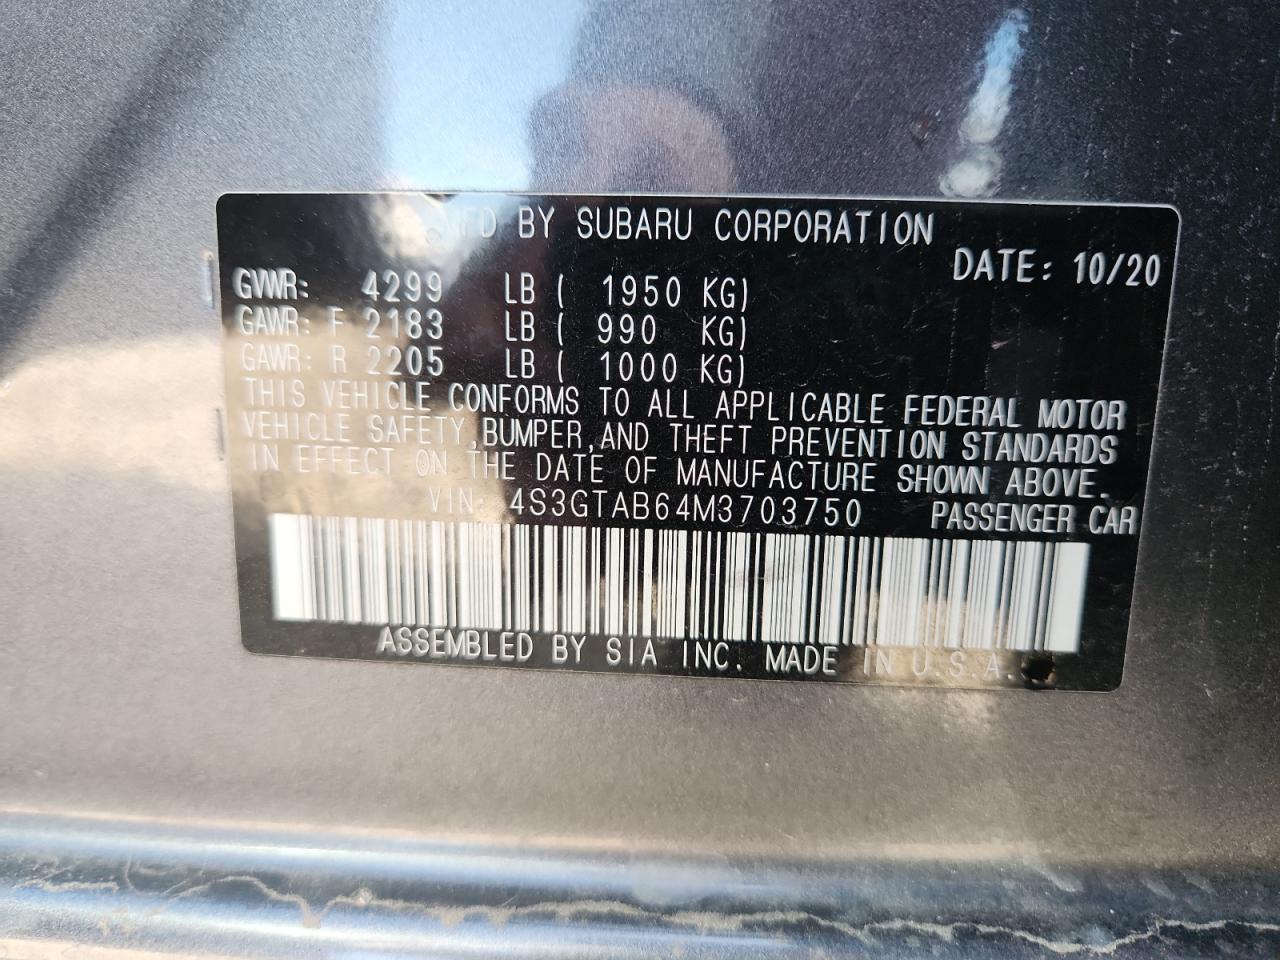 MFD BY SUBARU CORPORATION
DATE: 10/20
GVWR: 4299 LB ( 1950 KG)
GAWR: F 2183 LB ( 990 KG)
GAWR: R 2205 LB ( 1000 KG)
THIS VEHICLE CONFORMS TO ALL APPLICABLE FEDERAL MOTOR
VEHICLE SAFETY,BUMPER,AND THEFT PREVENTION STANDARDS
IN EFFECT ON THE DATE OF MANUFACTURE SHOWN ABOVE.
VIN: 4S3GTAB64M3703750 PASSENGER CAR
ASSEMBLED BY SIA INC. MADE IN U.S.A.